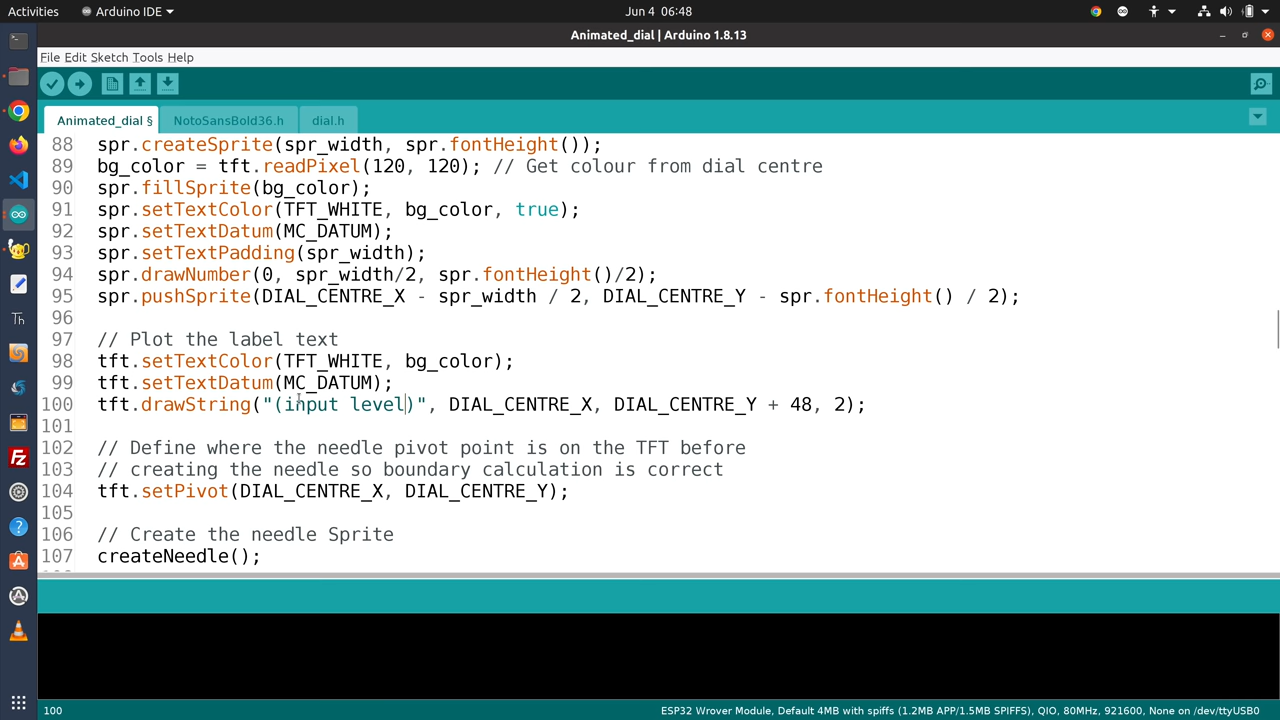 Activities
Arduino IDE
Jun 4 06:48
Animated_dial | Arduino 1.8.13
File Edit Sketch Tools Help
Animated_dial § NotoSansBold36.h dial.h
88 spr.createSprite(spr_width, spr.fontHeight());
89 bg_color = tft.readPixel(120, 120); // Get colour from dial centre
90 spr.fillSprite(bg_color);
91 spr.setTextColor(TFT_WHITE, bg_color, true);
92 spr.setTextDatum(MC_DATUM);
93 spr.setTextPadding(spr_width);
94 spr.drawNumber(0, spr_width/2, spr.fontHeight()/2);
95 spr.pushSprite(DIAL_CENTRE_X - spr_width / 2, DIAL_CENTRE_Y - spr.fontHeight() / 2);
96
97 // Plot the label text
98 tft.setTextColor(TFT_WHITE, bg_color);
99 tft.setTextDatum(MC_DATUM);
100 tft.drawString("(input level)", DIAL_CENTRE_X, DIAL_CENTRE_Y + 48, 2);
101
102 // Define where the needle pivot point is on the TFT before
103 // creating the needle so boundary calculation is correct
104 tft.setPivot(DIAL_CENTRE_X, DIAL_CENTRE_Y);
105
106 // Create the needle Sprite
107 createNeedle();
Th
Fz
100
ESP32 Wrover Module, Default 4MB with spiffs (1.2MB APP/1.5MB SPIFFS), QIO, 80MHz, 921600, None on /dev/ttyUSB0